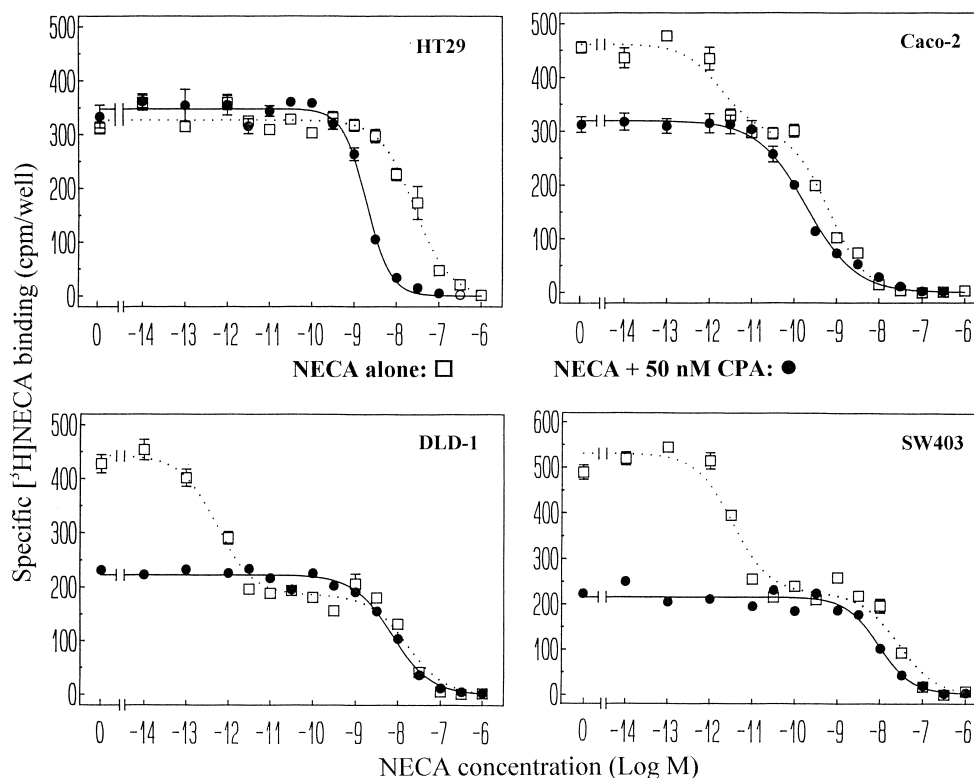 HT29
500
400
300
200
100
0
0 -14 -13 -12 -11 -10 -9 -8 -7 -6
Caco-2
500
400
300
200
100
0
0 -14 -13 -12 -11 -10 -9 -8 -7 -6
NECA alone:
NECA + 50 nM CPA:
DLD-1
500
400
300
200
100
0
0 -14 -13 -12 -11 -10 -9 -8 -7 -6
SW403
600
500
400
300
200
100
0
0 -14 -13 -12 -11 -10 -9 -8 -7 -6
Specific [³H]NECA binding (cpm/well)
NECA concentration (Log M)